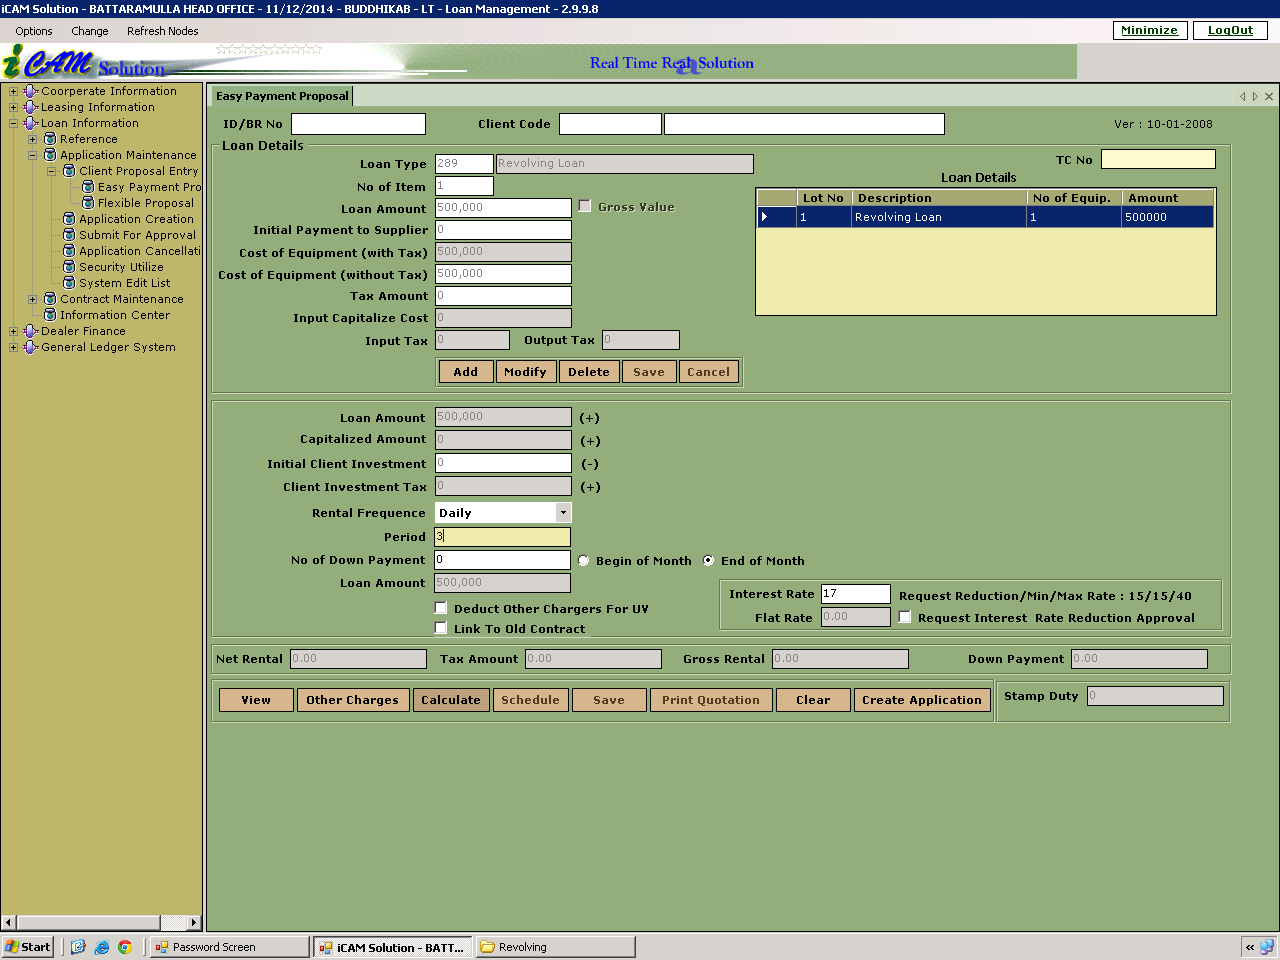 iCAM Solution - BATTARAMULLA HEAD OFFICE - 11/12/2014 - BUDDHIKAB - LT - Loan Management - 2.9.9.8
Options Change Refresh Nodes Minimize LogOut
iCAM Solution Real Time Real Solution
Coorperate Information
Leasing Information
Loan Information
Reference
Application Maintenance
Client Proposal Entry
Easy Payment Pro
Flexible Proposal
Application Creation
Submit For Approval
Application Cancellati
Security Utilize
System Edit List
Contract Maintenance
Information Center
Dealer Finance
General Ledger System
Easy Payment Proposal
ID/BR No Client Code Ver : 10-01-2008
Loan Details
Loan Type 289 Revolving Loan
No of Item 1
Loan Amount 500,000 Gross Value
Initial Payment to Supplier 0
Cost of Equipment (with Tax) 500,000
Cost of Equipment (without Tax) 500,000
Tax Amount 0
Input Capitalize Cost 0
Input Tax 0 Output Tax 0
Add Modify Delete Save Cancel
TC No
Loan Details
Lot No Description No of Equip. Amount
1 Revolving Loan 1 500000
Loan Amount 500,000 (+)
Capitalized Amount 0 (+)
Initial Client Investment 0 (-)
Client Investment Tax 0 (+)
Rental Frequence Daily
Period 3
No of Down Payment 0 Begin of Month End of Month
Loan Amount 500,000
Deduct Other Chargers For UV
Link To Old Contract
Interest Rate 17 Request Reduction/Min/Max Rate : 15/15/40
Flat Rate 0.00 Request Interest Rate Reduction Approval
Net Rental 0.00 Tax Amount 0.00 Gross Rental 0.00 Down Payment 0.00
View Other Charges Calculate Schedule Save Print Quotation Clear Create Application Stamp Duty 0
Start Password Screen iCAM Solution - BATT... Revolving «